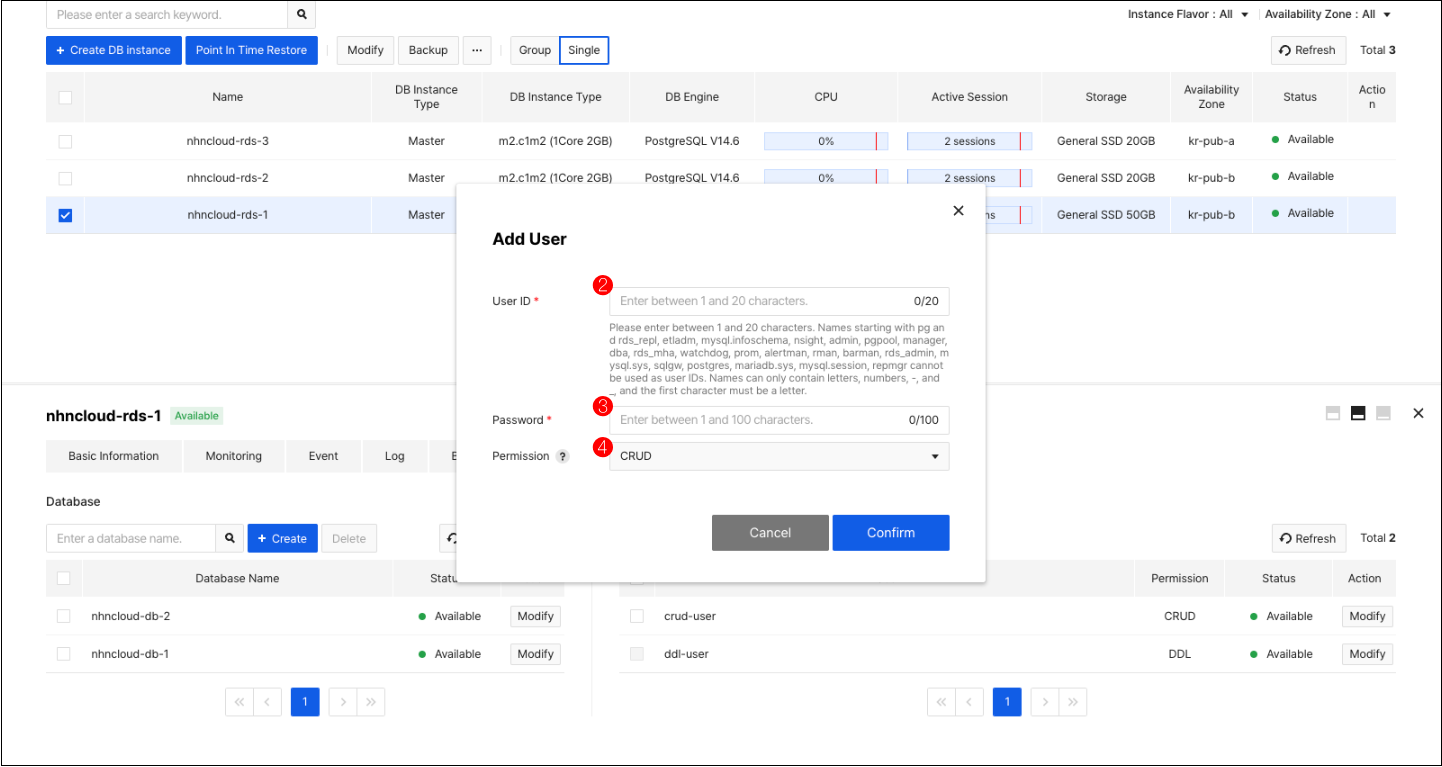 Please enter a search keyword.
Instance Flavor : All
Availability Zone : All
+ Create DB instance
Point In Time Restore
Modify
Backup
...
Group
Single
Refresh
Total 3
Name
DB Instance
Type
DB Instance Type
DB Engine
CPU
Active Session
Storage
Availability
Zone
Status
Actio
n
nhncloud-rds-3
Master
m2.c1m2 (1Core 2GB)
PostgreSQL V14.6
0%
2 sessions
General SSD 20GB
kr-pub-a
Available
nhncloud-rds-2
Master
m2.c1m2 (1Core 2GB)
PostgreSQL V14.6
0%
2 sessions
General SSD 20GB
kr-pub-b
Available
nhncloud-rds-1
Master
ns
General SSD 50GB
kr-pub-b
Available
Add User
2
User ID *
Enter between 1 and 20 characters.
0/20
Please enter between 1 and 20 characters. Names starting with pg an
d rds_repl, etladm, mysql.infoschema, nsight, admin, pgpool, manager,
dba, rds_mha, watchdog, prom, alertman, rman, barman, rds_admin, m
ysql.sys, sqlgw, postgres, mariadb.sys, mysql.session, repmgr cannot
be used as user IDs. Names can only contain letters, numbers, -, and
_, and the first character must be a letter.
3
Password *
Enter between 1 and 100 characters.
0/100
4
Permission ?
CRUD
Cancel
Confirm
nhncloud-rds-1
Available
Basic Information
Monitoring
Event
Log
B
Database
Enter a database name.
+ Create
Delete
Refresh
Total 2
Database Name
Statu
Permission
Status
Action
nhncloud-db-2
Available
Modify
crud-user
CRUD
Available
Modify
nhncloud-db-1
Available
Modify
ddl-user
DDL
Available
Modify
1
1